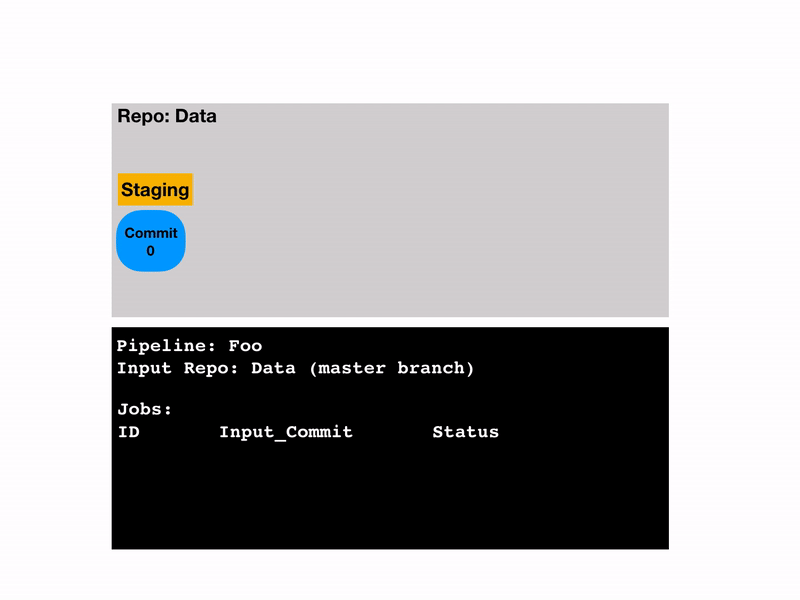 Repo: Data
Staging
Commit
0
Pipeline: Foo
Input Repo: Data (master branch)
Jobs:
ID Input_Commit Status